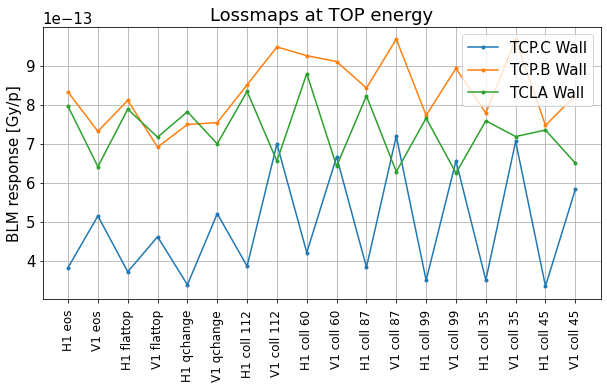 Lossmaps at TOP energy
1e−13
BLM response [Gy/p]
9
8
7
6
5
4
TCP.C Wall
TCP.B Wall
TCLA Wall
H1 eos
V1 eos
H1 flattop
V1 flattop
H1 qchange
V1 qchange
H1 coll 112
V1 coll 112
H1 coll 60
V1 coll 60
H1 coll 87
V1 coll 87
H1 coll 99
V1 coll 99
H1 coll 35
V1 coll 35
H1 coll 45
V1 coll 45